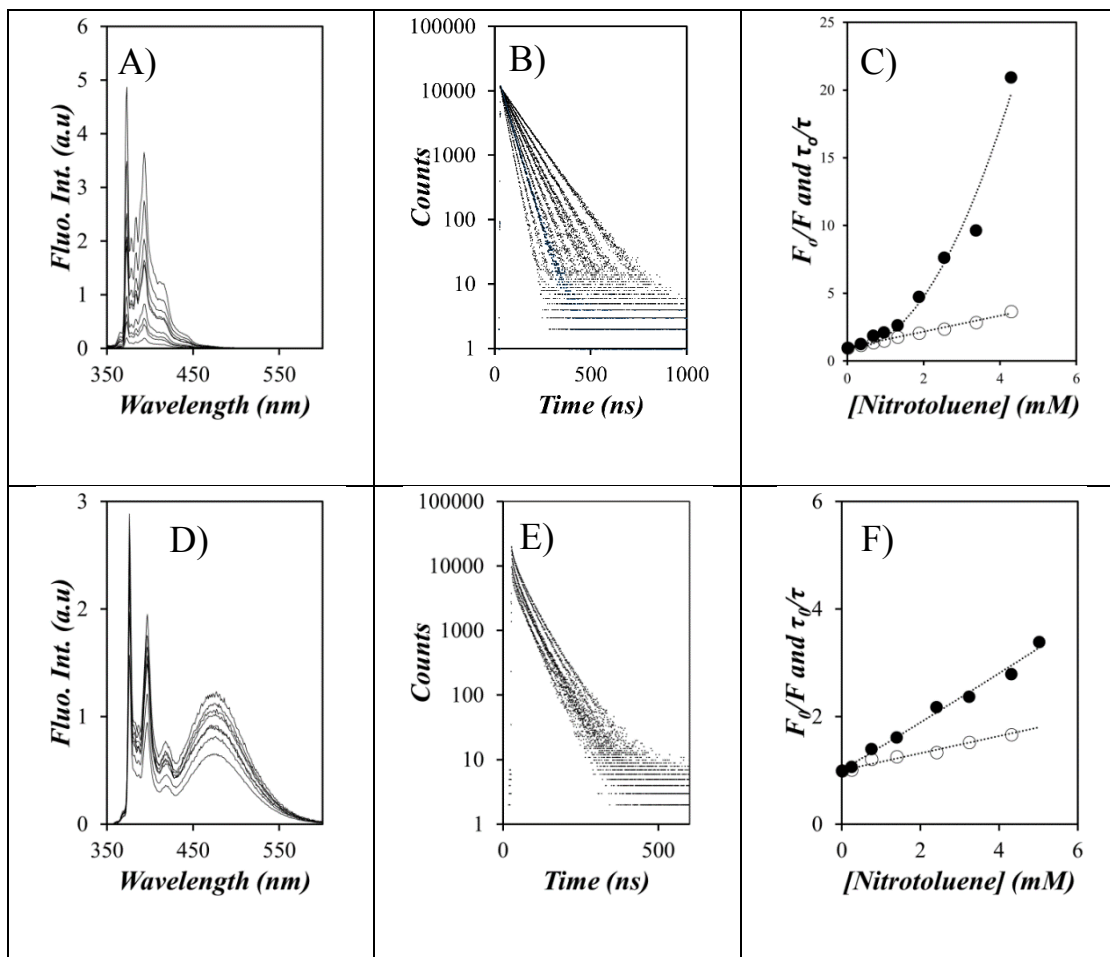 A)
Fluo. Int. (a.u)
6
5
4
3
2
1
0
350 450 550
Wavelength (nm)
B)
Counts
100000
10000
1000
100
10
1
0 500 1000
Time (ns)
C)
Fo/F and τo/τ
25
20
15
10
5
0
0 2 4 6
[Nitrotoluene] (mM)
D)
Fluo. Int. (a.u)
3
2
1
0
350 450 550
Wavelength (nm)
E)
Counts
100000
10000
1000
100
10
1
0 500
Time (ns)
F)
F0/F and τ0/τ
6
4
2
0
0 2 4 6
[Nitrotoluene] (mM)